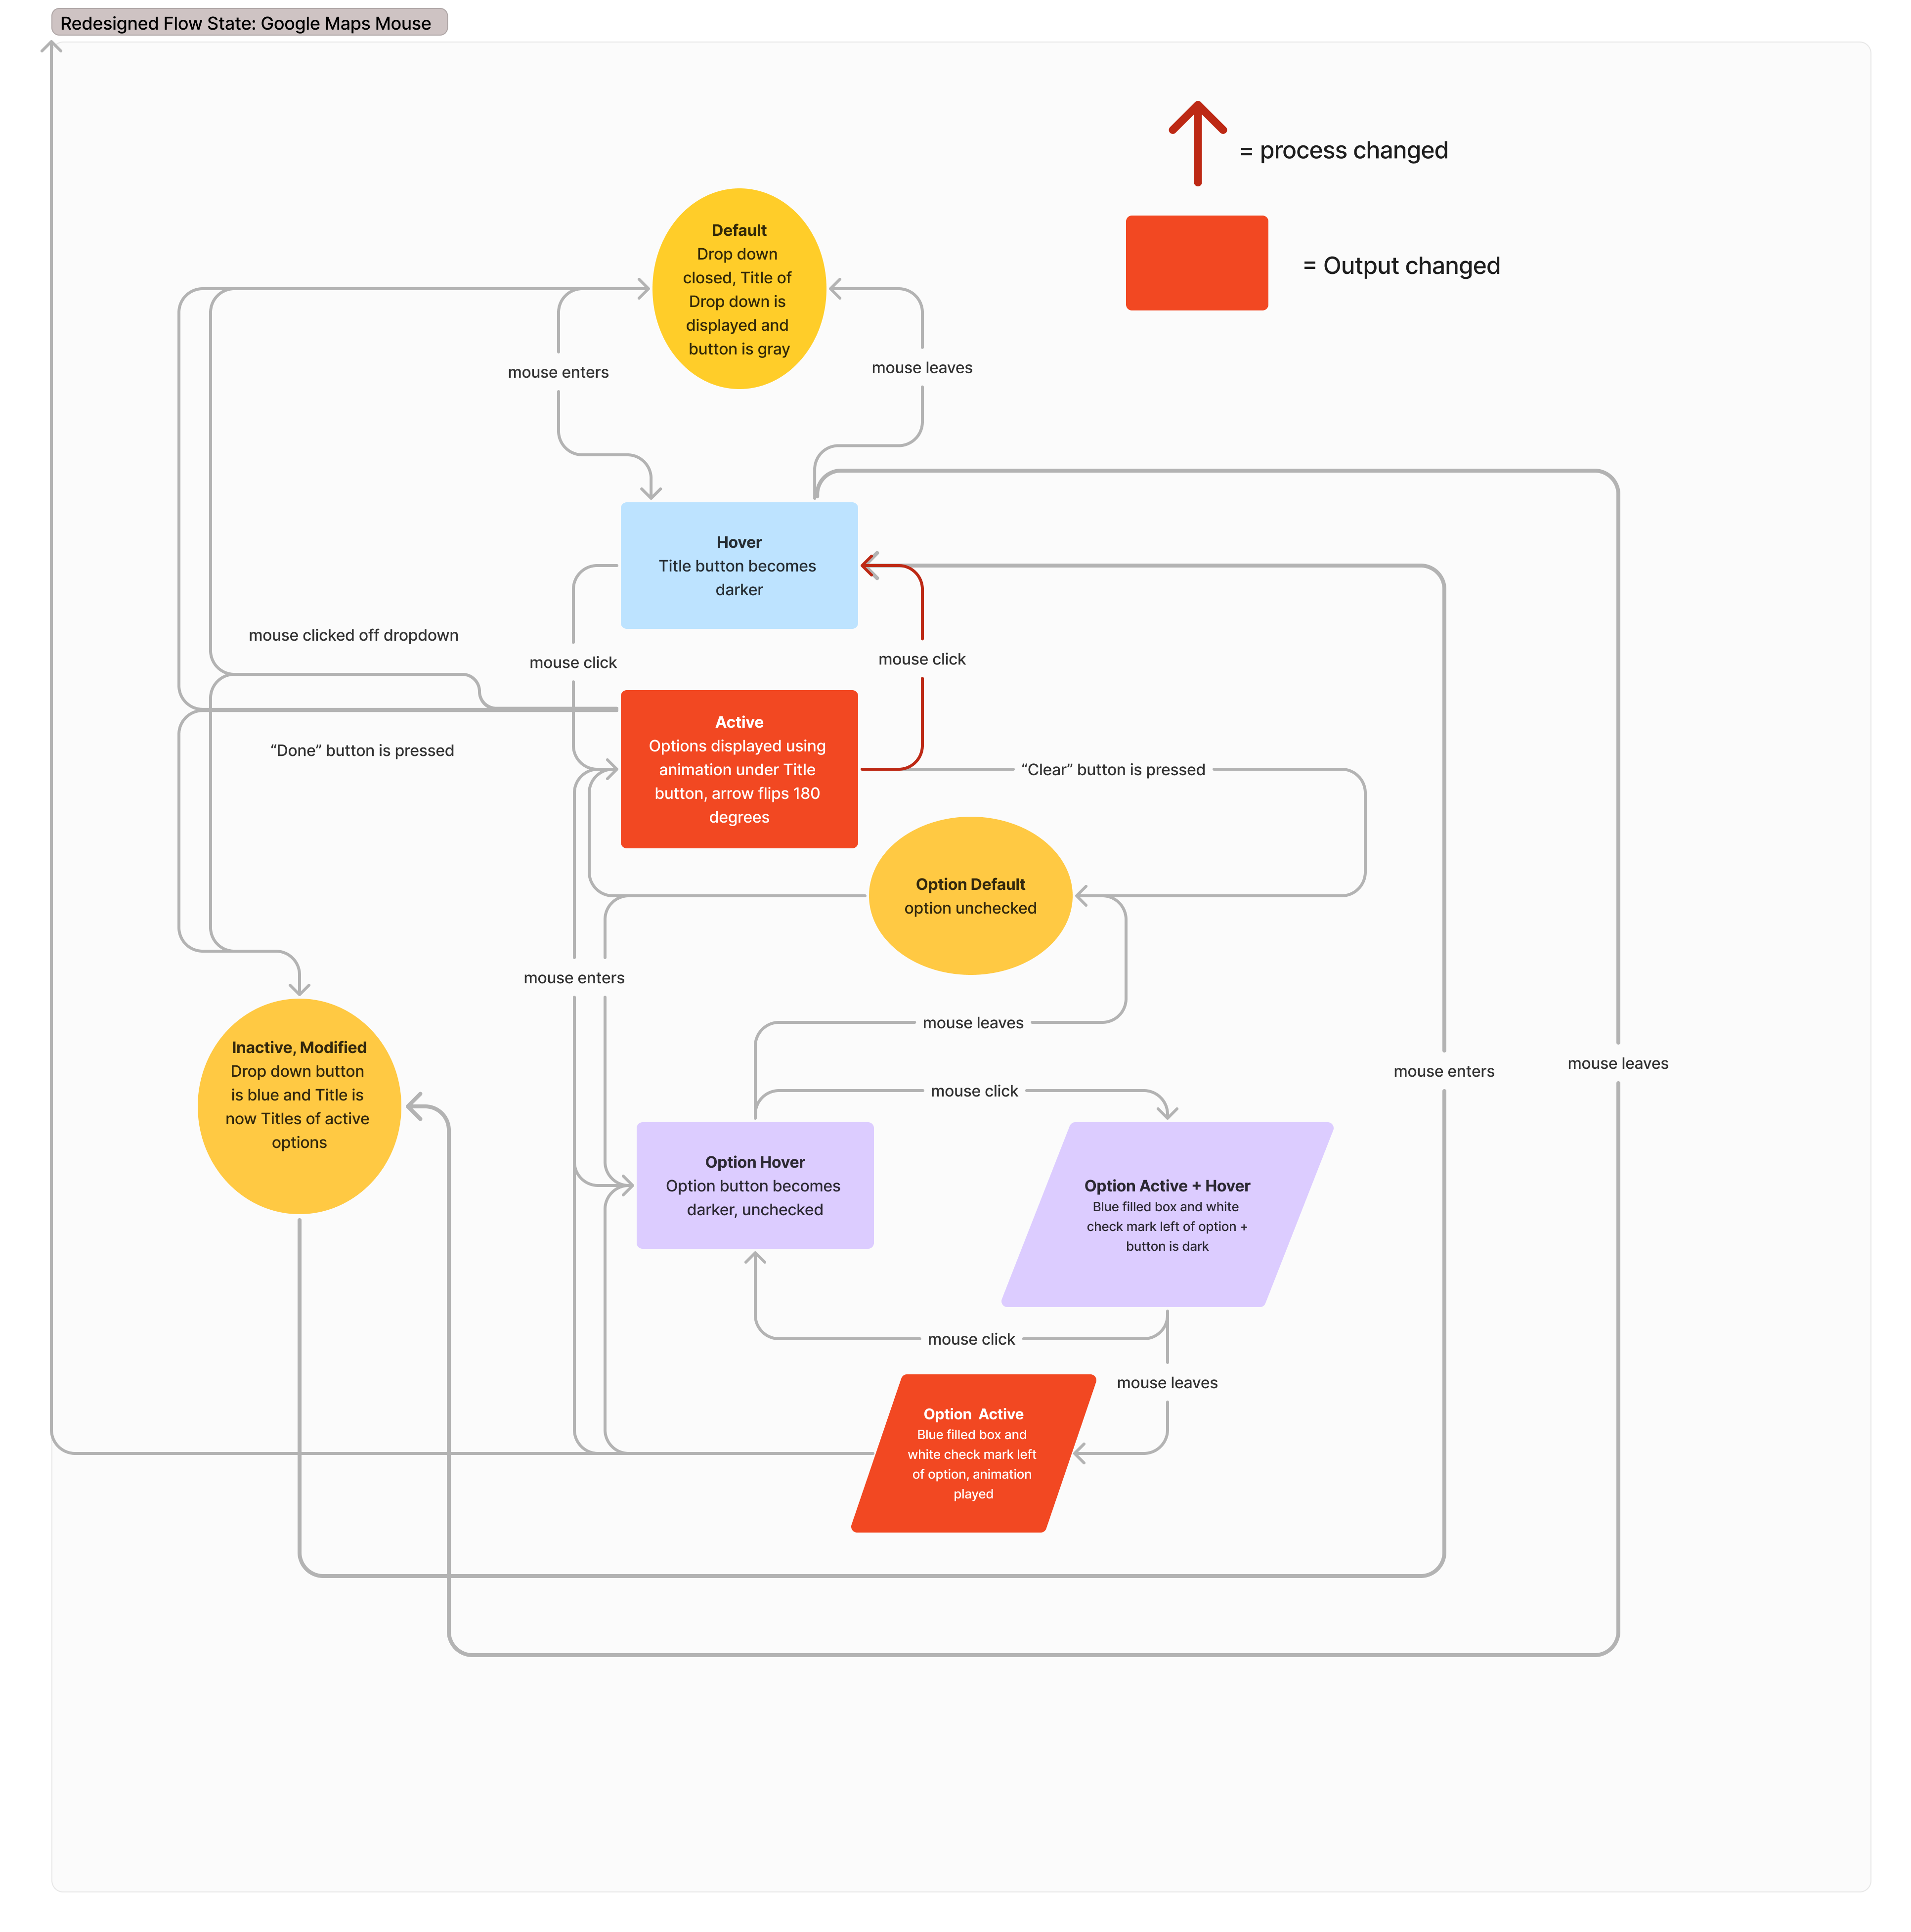 Redesigned Flow State: Google Maps Mouse
= process changed
= Output changed
Default
Drop down
closed, Title of
Drop down is
displayed and
button is gray
mouse enters
mouse leaves
Hover
Title button becomes
darker
mouse clicked off dropdown
mouse click
mouse click
Active
Options displayed using
animation under Title
button, arrow flips 180
degrees
“Done” button is pressed
“Clear” button is pressed
Option Default
option unchecked
mouse enters
mouse leaves
Inactive, Modified
Drop down button
is blue and Title is
now Titles of active
options
mouse enters
mouse leaves
mouse click
Option Hover
Option button becomes
darker, unchecked
Option Active + Hover
Blue filled box and white
check mark left of option +
button is dark
mouse click
mouse leaves
Option Active
Blue filled box and
white check mark left
of option, animation
played